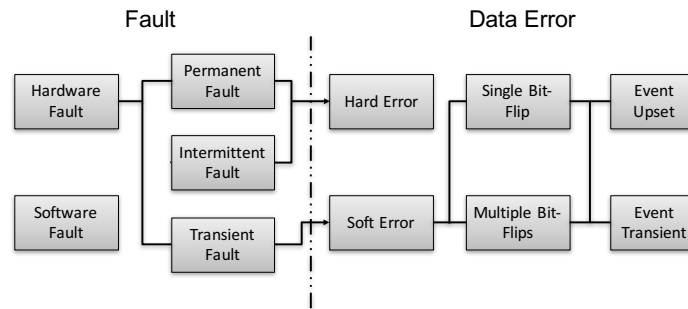 Fault
Data Error
Hardware
Fault
Permanent
Fault
Hard Error
Single Bit-
Flip
Event
Upset
Intermittent
Fault
Software
Fault
Transient
Fault
Soft Error
Multiple Bit-
Flips
Event
Transient